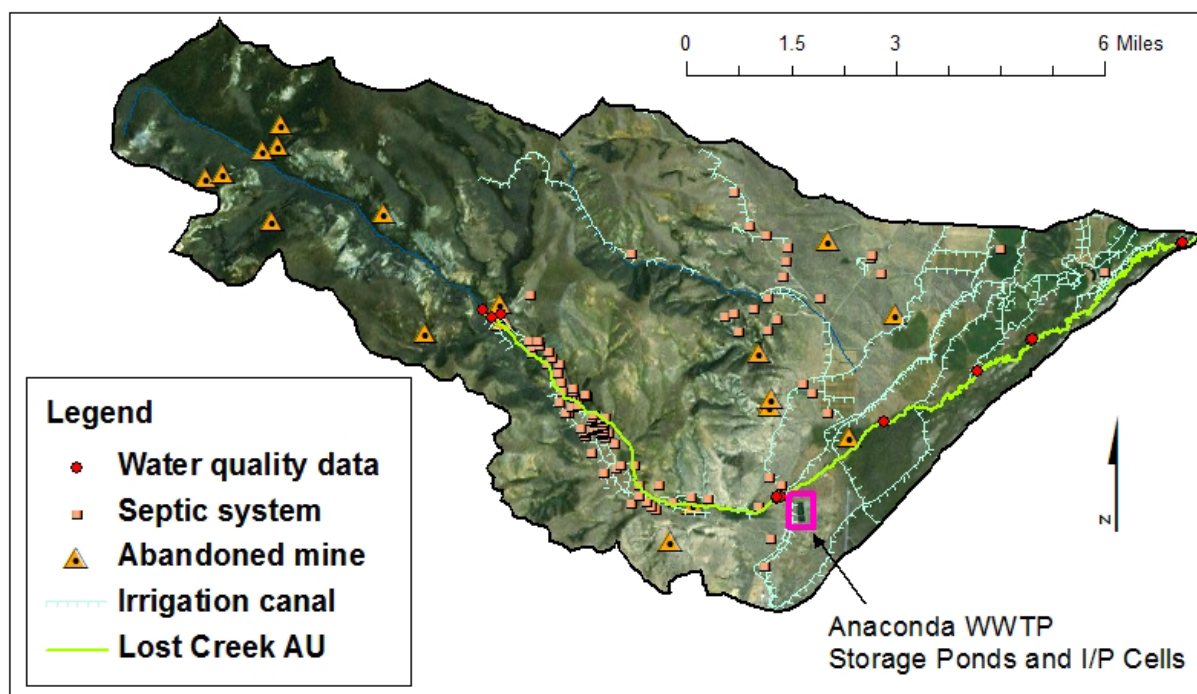 0 1.5 3 6 Miles
Legend
Water quality data
Septic system
Abandoned mine
Irrigation canal
Lost Creek AU
N
Anaconda WWTP
Storage Ponds and I/P Cells